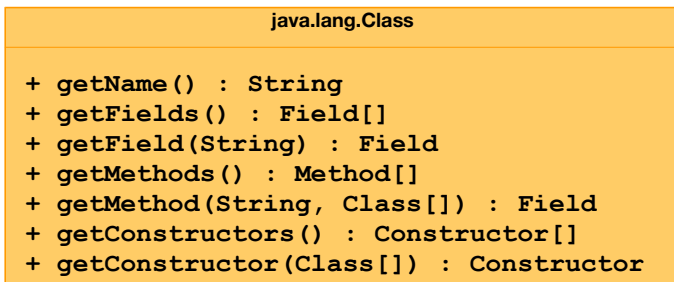 java.lang.Class
+ getName() : String
+ getFields() : Field[]
+ getField(String) : Field
+ getMethods() : Method[]
+ getMethod(String, Class[]) : Field
+ getConstructors() : Constructor[]
+ getConstructor(Class[]) : Constructor